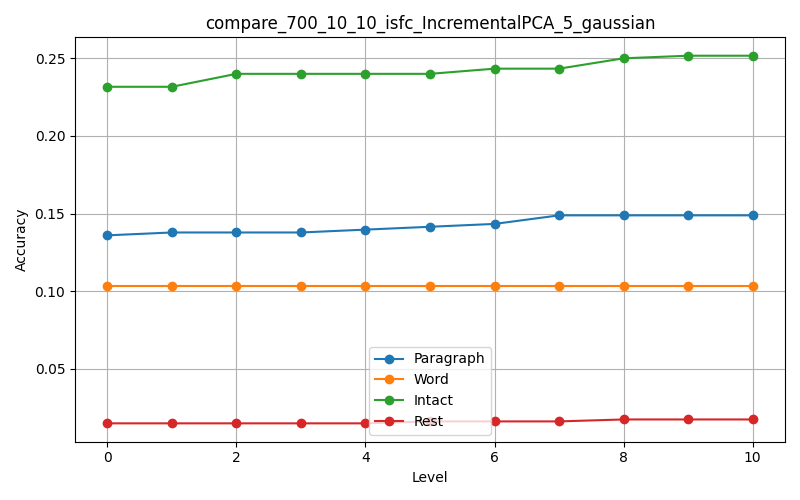 compare_700_10_10_isfc_IncrementalPCA_5_gaussian
0.25
0.20
0.15
0.10
0.05
Accuracy
Paragraph
Word
Intact
Rest
0 2 4 6 8 10
Level